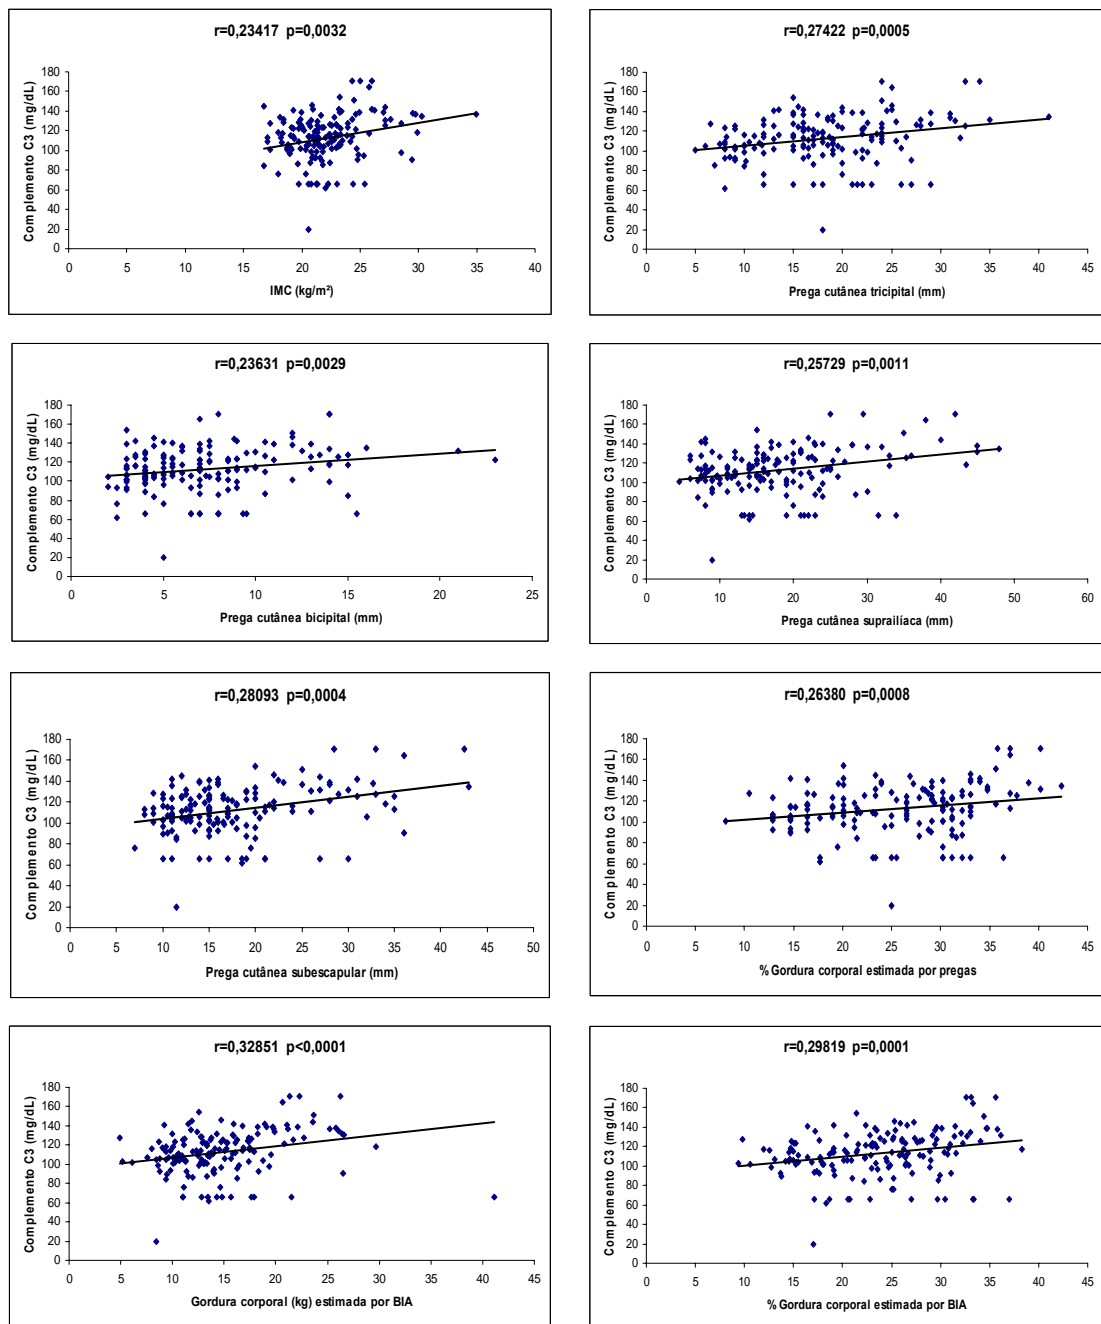 r=0,23417 p=0,0032
Complemento C3 (mg/dL)
180
160
140
120
100
80
60
40
20
0
0 5 10 15 20 25 30 35 40
IMC (kg/m²)
r=0,27422 p=0,0005
Complemento C3 (mg/dL)
180
160
140
120
100
80
60
40
20
0
0 5 10 15 20 25 30 35 40 45
Prega cutânea tricipital (mm)
r=0,23631 p=0,0029
Complemento C3 (mg/dL)
180
160
140
120
100
80
60
40
20
0
0 5 10 15 20 25
Prega cutânea bicipital (mm)
r=0,25729 p=0,0011
Complemento C3 (mg/dL)
180
160
140
120
100
80
60
40
20
0
0 10 20 30 40 50 60
Prega cutânea suprailíaca (mm)
r=0,28093 p=0,0004
Complemento C3 (mg/dL)
180
160
140
120
100
80
60
40
20
0
0 5 10 15 20 25 30 35 40 45 50
Prega cutânea subescapular (mm)
r=0,26380 p=0,0008
Complemento C3 (mg/dL)
180
160
140
120
100
80
60
40
20
0
0 5 10 15 20 25 30 35 40 45
% Gordura corporal estimada por pregas
r=0,32851 p<0,0001
Complemento C3 (mg/dL)
180
160
140
120
100
80
60
40
20
0
0 5 10 15 20 25 30 35 40 45
Gordura corporal (kg) estimada por BIA
r=0,29819 p=0,0001
Complemento C3 (mg/dL)
180
160
140
120
100
80
60
40
20
0
0 5 10 15 20 25 30 35 40 45
% Gordura corporal estimada por BIA